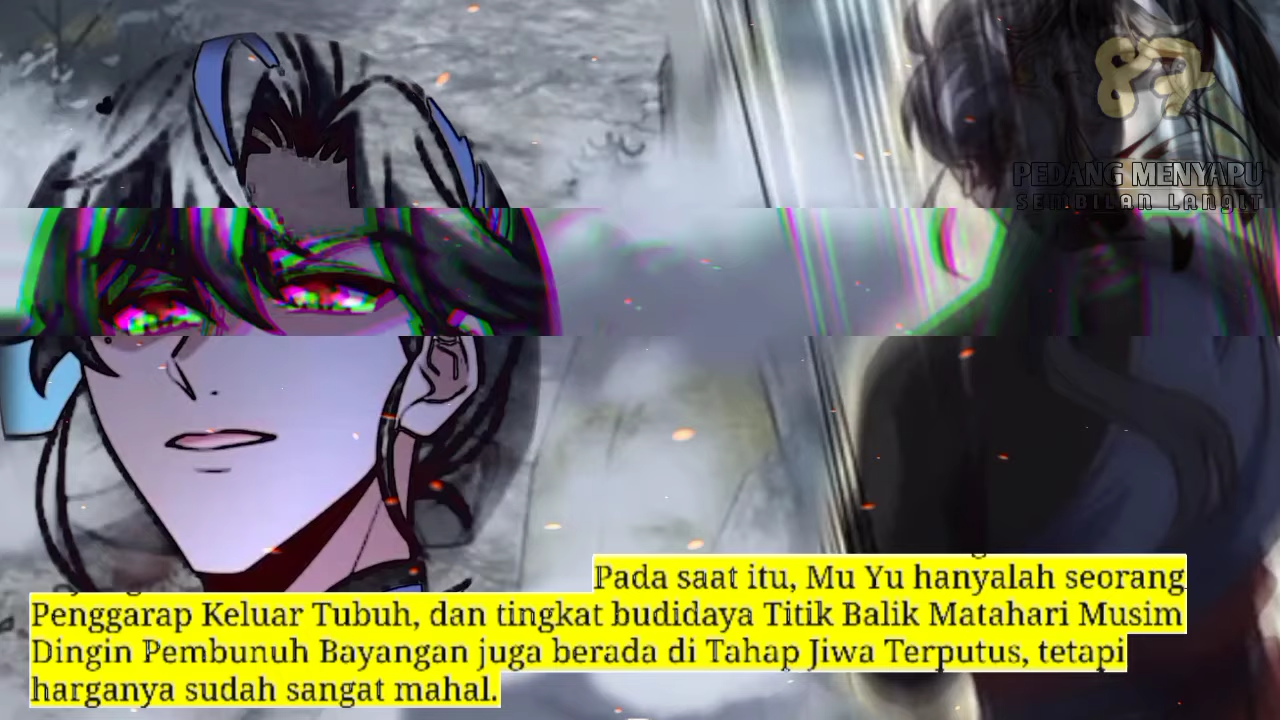 87
PEDANG MENYAPU
SEMBILAN LANGIT
Pada saat itu, Mu Yu hanyalah seorang
Penggarap Keluar Tubuh, dan tingkat budidaya Titik Balik Matahari Musim
Dingin Pembunuh Bayangan juga berada di Tahap Jiwa Terputus, tetapi
harganya sudah sangat mahal.